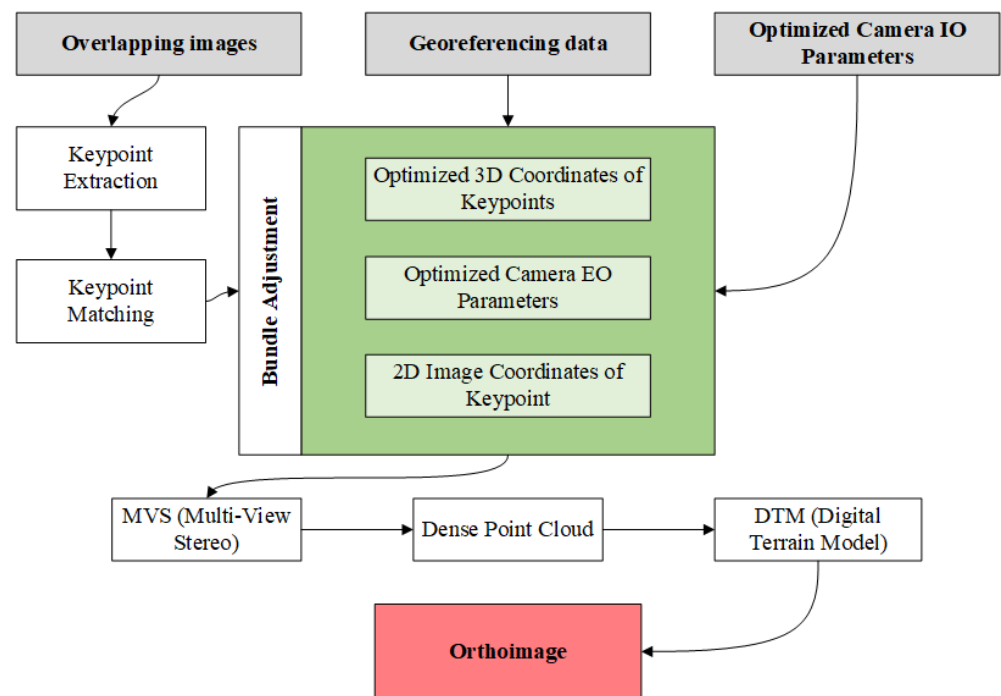 Overlapping images
Georeferencing data
Optimized Camera IO
Parameters
Keypoint
Extraction
Keypoint
Matching
Bundle Adjustment
Optimized 3D Coordinates of
Keypoints
Optimized Camera EO
Parameters
2D Image Coordinates of
Keypoint
MVS (Multi-View
Stereo)
Dense Point Cloud
DTM (Digital
Terrain Model)
Orthoimage